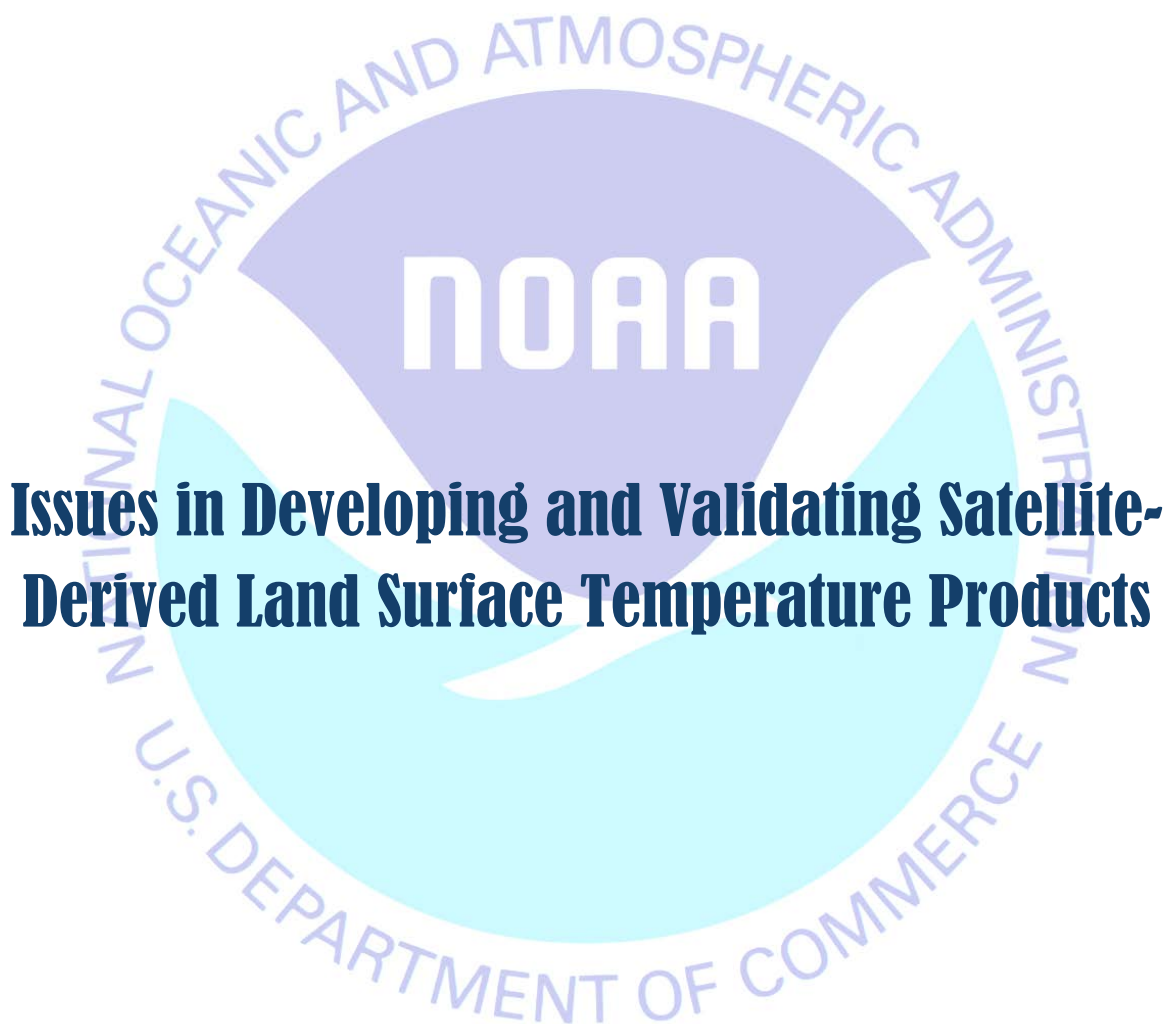 NATIONAL OCEANIC AND ATMOSPHERIC ADMINISTRATION
NOAA
Issues in Developing and Validating Satellite-
Derived Land Surface Temperature Products
U.S. DEPARTMENT OF COMMERCE